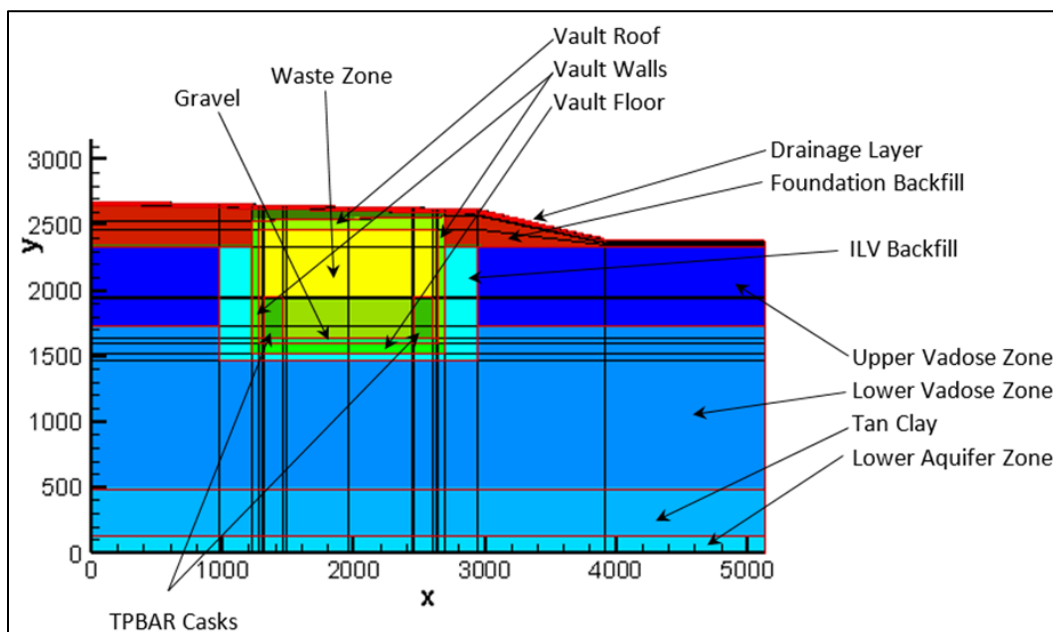 Vault Roof
Waste Zone
Vault Walls
Gravel
Vault Floor
Drainage Layer
Foundation Backfill
ILV Backfill
Upper Vadose Zone
Lower Vadose Zone
Tan Clay
Lower Aquifer Zone
TPBAR Casks
y
3000
2500
2000
1500
1000
500
0
0 1000 2000 3000 4000 5000
x